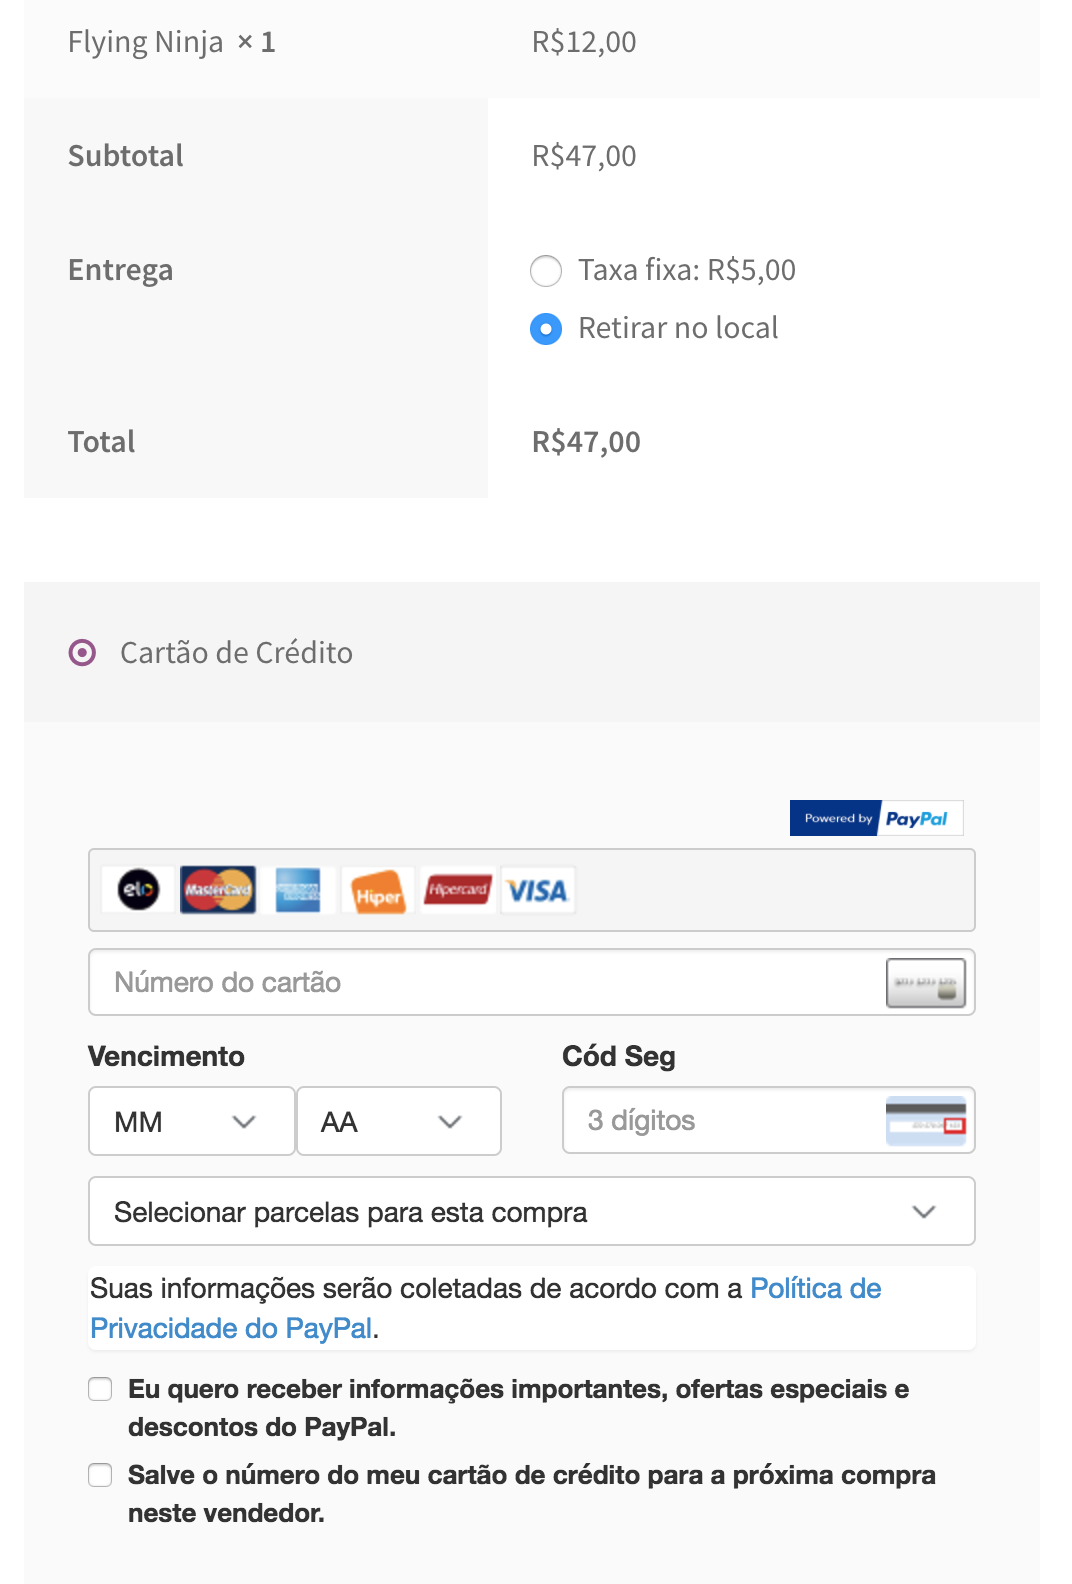 Flying Ninja × 1 R$12,00
Subtotal R$47,00
Entrega Taxa fixa: R$5,00
Retirar no local
Total R$47,00
Cartão de Crédito
Powered by PayPal
elo MasterCard Hiper Hipercard VISA
Número do cartão
Vencimento Cód Seg
MM AA 3 dígitos
Selecionar parcelas para esta compra
Suas informações serão coletadas de acordo com a Política de
Privacidade do PayPal.
Eu quero receber informações importantes, ofertas especiais e
descontos do PayPal.
Salve o número do meu cartão de crédito para a próxima compra
neste vendedor.